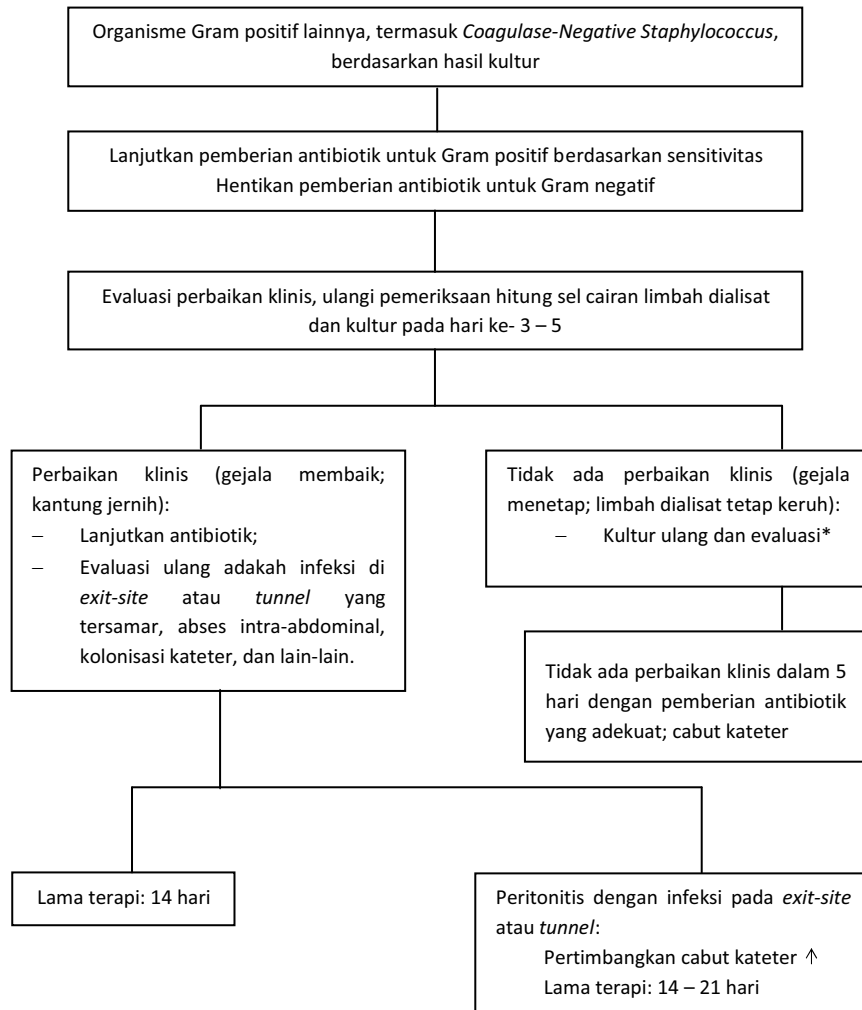 Organisme Gram positif lainnya, termasuk Coagulase-Negative Staphylococcus,
berdasarkan hasil kultur
Lanjutkan pemberian antibiotik untuk Gram positif berdasarkan sensitivitas
Hentikan pemberian antibiotik untuk Gram negatif
Evaluasi perbaikan klinis, ulangi pemeriksaan hitung sel cairan limbah dialisat
dan kultur pada hari ke- 3 – 5
Perbaikan klinis (gejala membaik;
kantung jernih):
– Lanjutkan antibiotik;
– Evaluasi ulang adakah infeksi di
exit-site atau tunnel yang
tersamar, abses intra-abdominal,
kolonisasi kateter, dan lain-lain.
Tidak ada perbaikan klinis (gejala
menetap; limbah dialisat tetap keruh):
– Kultur ulang dan evaluasi*
Tidak ada perbaikan klinis dalam 5
hari dengan pemberian antibiotik
yang adekuat; cabut kateter
Lama terapi: 14 hari
Peritonitis dengan infeksi pada exit-site
atau tunnel:
Pertimbangkan cabut kateter ↑
Lama terapi: 14 – 21 hari